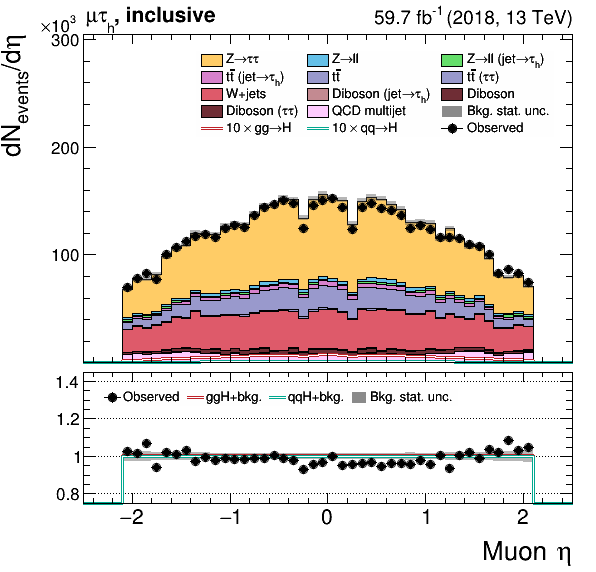 μτh, inclusive 59.7 fb-1 (2018, 13 TeV)
×10³
300
200
100
dNevents/dη
Z→ττ Z→ll Z→ll (jet→τh)
tt̄ (jet→τh) tt̄ tt̄ (ττ)
W+jets Diboson (jet→τh) Diboson
Diboson (ττ) QCD multijet Bkg. stat. unc.
10 × gg→H 10 × qq→H Observed
1.4
1.2
1.0
0.8
Observed ggH+bkg. qqH+bkg. Bkg. stat. unc.
−2 −1 0 1 2
Muon η